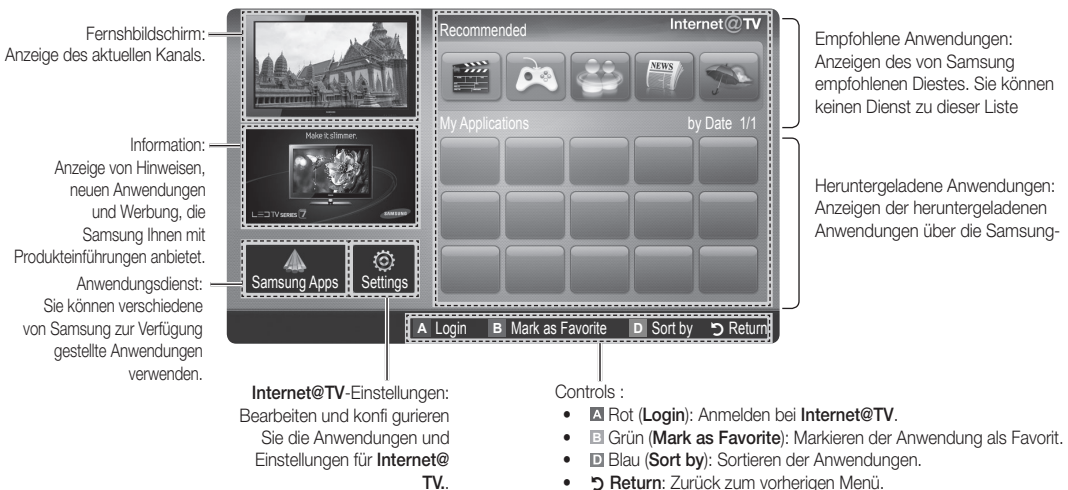 Fernshbildschirm:
Anzeige des aktuellen Kanals.
Information:
Anzeige von Hinweisen,
neuen Anwendungen
und Werbung, die
Samsung Ihnen mit
Produkteinführungen anbietet.
Anwendungsdienst:
Sie können verschiedene
von Samsung zur Verfügung
gestellte Anwendungen
verwenden.
Recommended
Internet@TV
NEWS
My Applications by Date 1/1
Make it slimmer.
LED TV SERIES 7 SAMSUNG
Samsung Apps
Settings
A Login B Mark as Favorite D Sort by Return
Empfohlene Anwendungen:
Anzeigen des von Samsung
empfohlenen Diestes. Sie können
keinen Dienst zu dieser Liste
Heruntergeladene Anwendungen:
Anzeigen der heruntergeladenen
Anwendungen über die Samsung-
Internet@TV-Einstellungen:
Bearbeiten und konfi gurieren
Sie die Anwendungen und
Einstellungen für Internet@
TV..
Controls :
• A Rot (Login): Anmelden bei Internet@TV.
• B Grün (Mark as Favorite): Markieren der Anwendung als Favorit.
• D Blau (Sort by): Sortieren der Anwendungen.
• Return: Zurück zum vorherigen Menü.